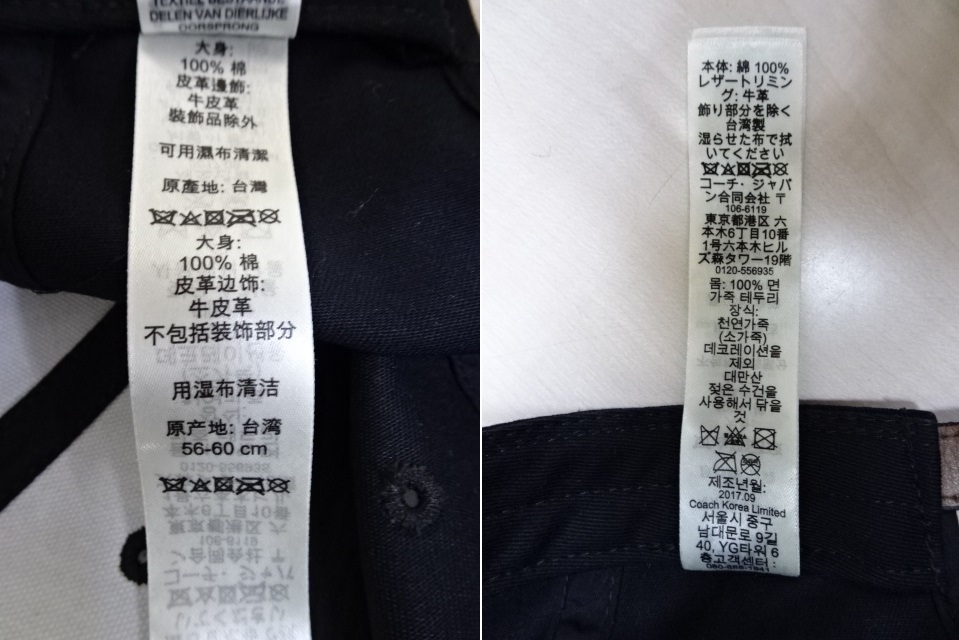 TEXTIEL BESTAANDE
DELEN VAN DIERLIJKE
OORSPRONG
大身:
100% 棉
皮革邊飾:
牛皮革
裝飾品除外
可用濕布清潔
原產地: 台灣
大身:
100% 棉
皮革边饰:
牛皮革
不包括装饰部分
用湿布清洁
原产地: 台湾
56-60 cm
本体: 綿 100%
レザートリミン
グ: 牛革
飾り部分を除く
台湾製
湿らせた布で拭
いてください
コーチ・ジャパ
ン合同会社 〒
106-6119
東京都港区 六
本木6丁目10番
1号六本木ヒル
ズ森タワー19階
0120-556935
몸: 100% 면
가죽 테두리
장식:
천연가죽
(소가죽)
데코레이션을
제외
대만산
젖은 수건을
사용해서 닦을
것
제조년월:
2017.09
Coach Korea Limited
서울시 중구
남대문로 9길
40, YG타워 6
층고객센터 :